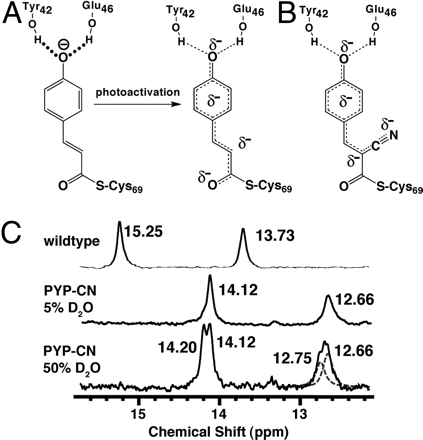 A
Tyr42
Glu46
O
O
H
H
⊖
O
photoactivation
O
S-Cys69
Tyr42
Glu46
O
O
H
H
δ-
O
δ-
δ-
δ-
O
S-Cys69
B
Tyr42
Glu46
O
O
H
H
δ-
O
δ-
C≡N
δ-
O
S-Cys69
C
wildtype
15.25
13.73
PYP-CN
5% D2O
14.12
12.66
PYP-CN
50% D2O
14.20
14.12
12.75
12.66
15
14
13
Chemical Shift (ppm)